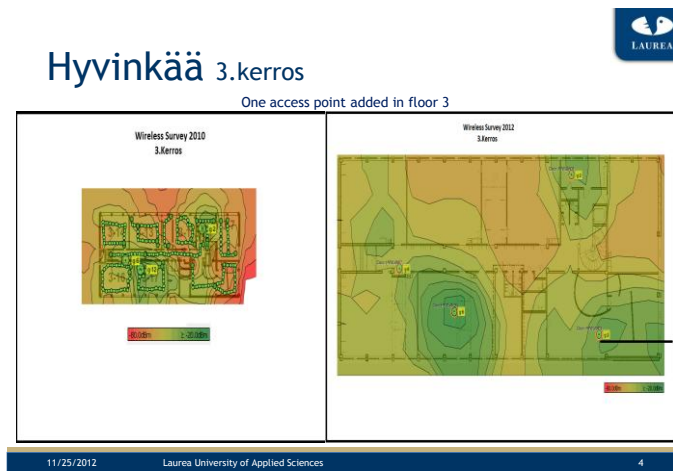 LAUREA
Hyvinkää 3.kerros
One access point added in floor 3
Wireless Survey 2010
3.Kerros
Wireless Survey 2012
3.Kerros
11/25/2012
Laurea University of Applied Sciences
4